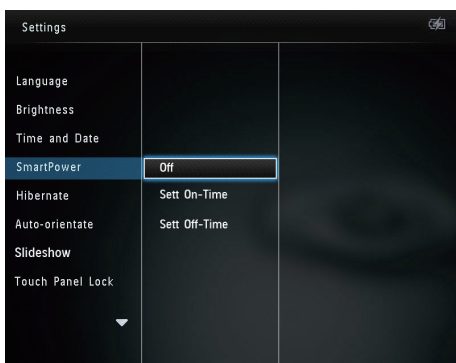 Settings
Language
Brightness
Time and Date
SmartPower
Off
Hibernate
Sett On-Time
Auto-orientate
Sett Off-Time
Slideshow
Touch Panel Lock